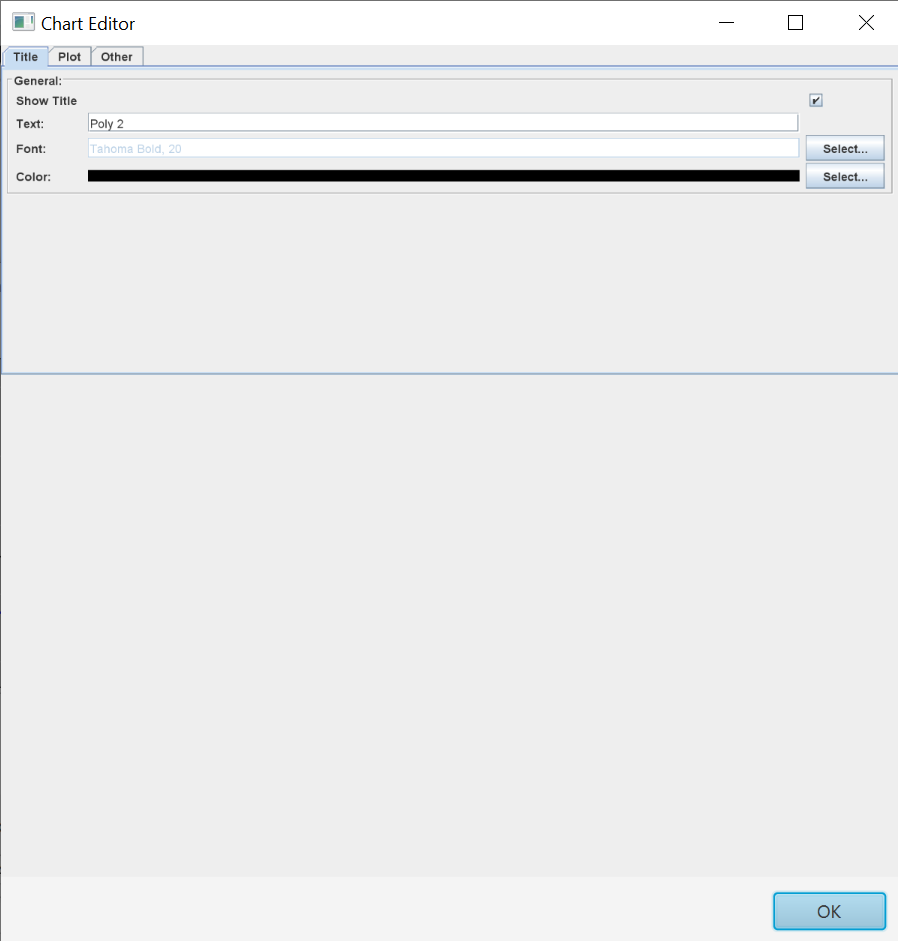 Chart Editor
Title Plot Other
General:
Show Title
Text: Poly 2
Font: Tahoma Bold, 20 Select...
Color: Select...
OK